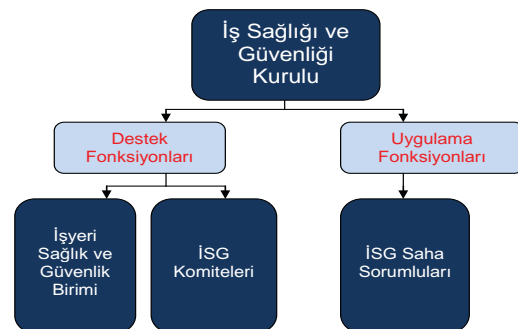 İş Sağlığı ve
Güvenliği
Kurulu
Destek
Fonksiyonları
Uygulama
Fonksiyonları
İşyeri
Sağlık ve
Güvenlik
Birimi
İSG
Komiteleri
İSG Saha
Sorumluları